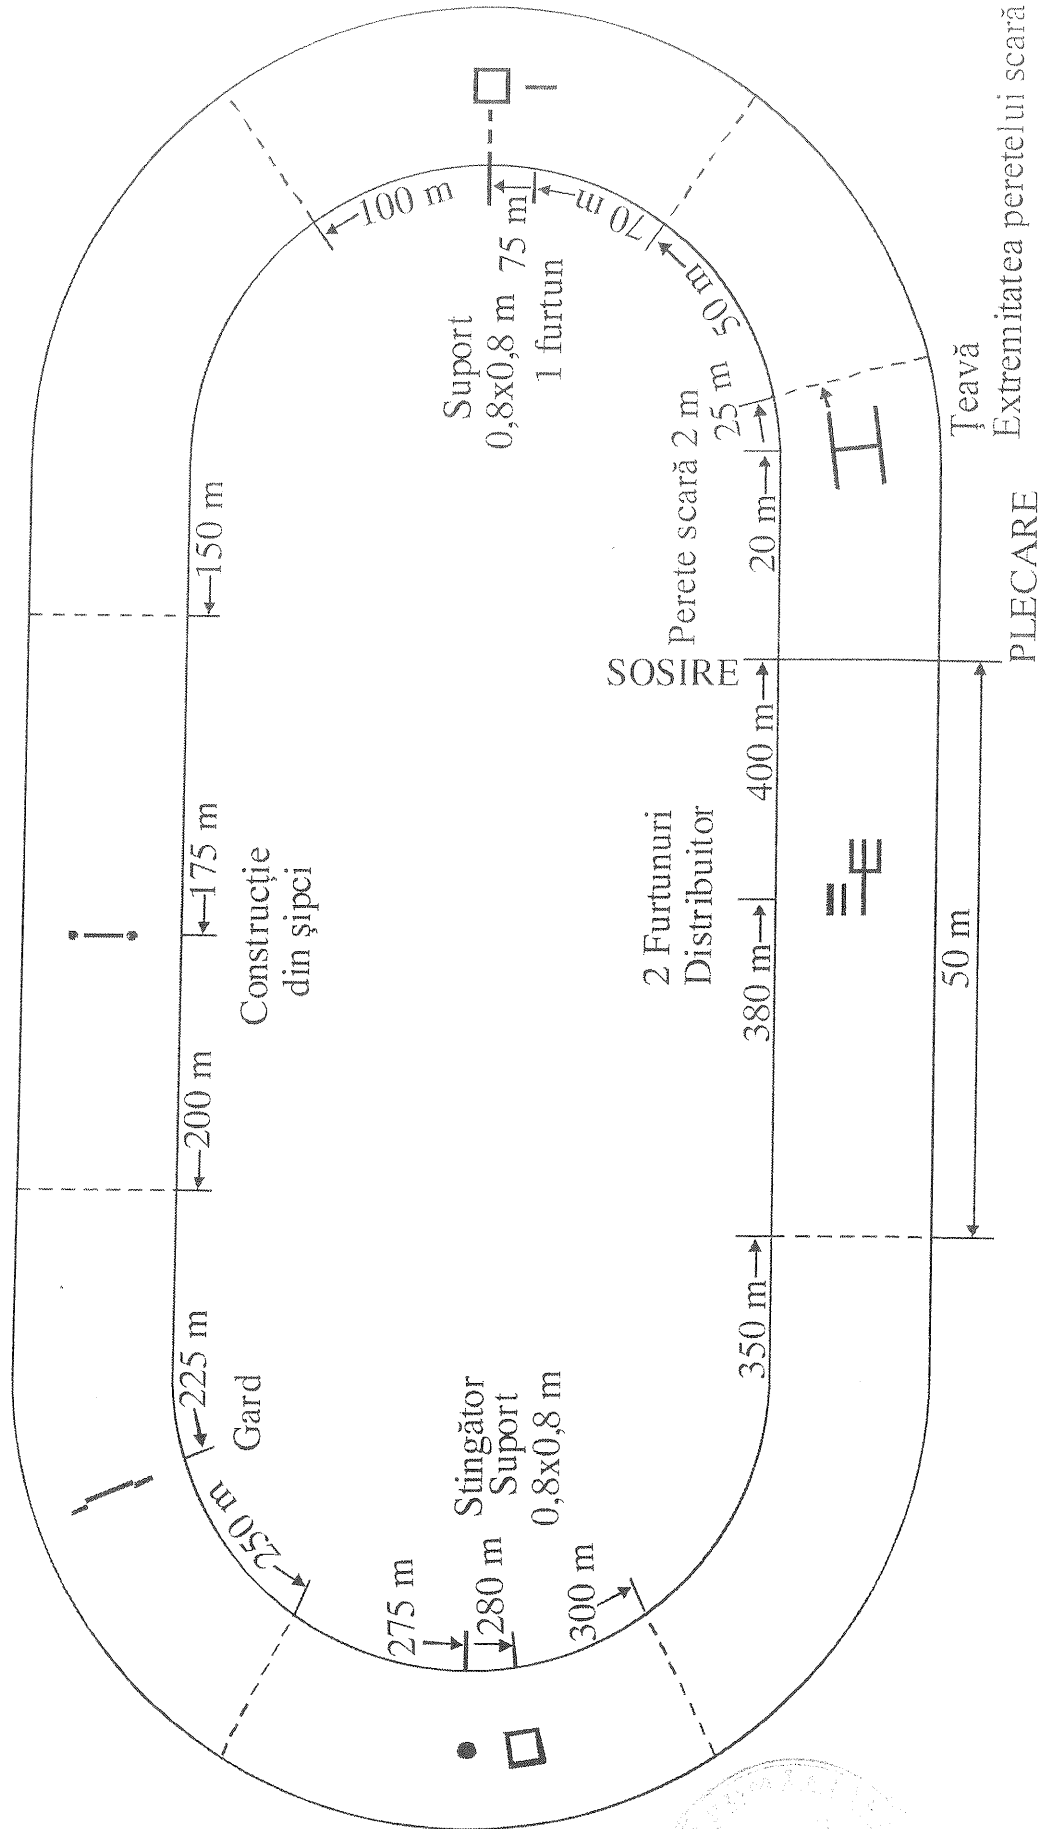 100 m
Suport
0,8x0,8 m
75 m
1 furtun
70 m
50 m
25 m
20 m
Perete scară 2 m
Țeavă
Extremitatea peretelui scară
PLECARE
SOSIRE
150 m
175 m
Construcție
din șipci
200 m
225 m
Gard
250 m
275 m
280 m
Stingător
Suport
0,8x0,8 m
300 m
350 m
380 m
2 Furtunuri
Distribuitor
400 m
50 m